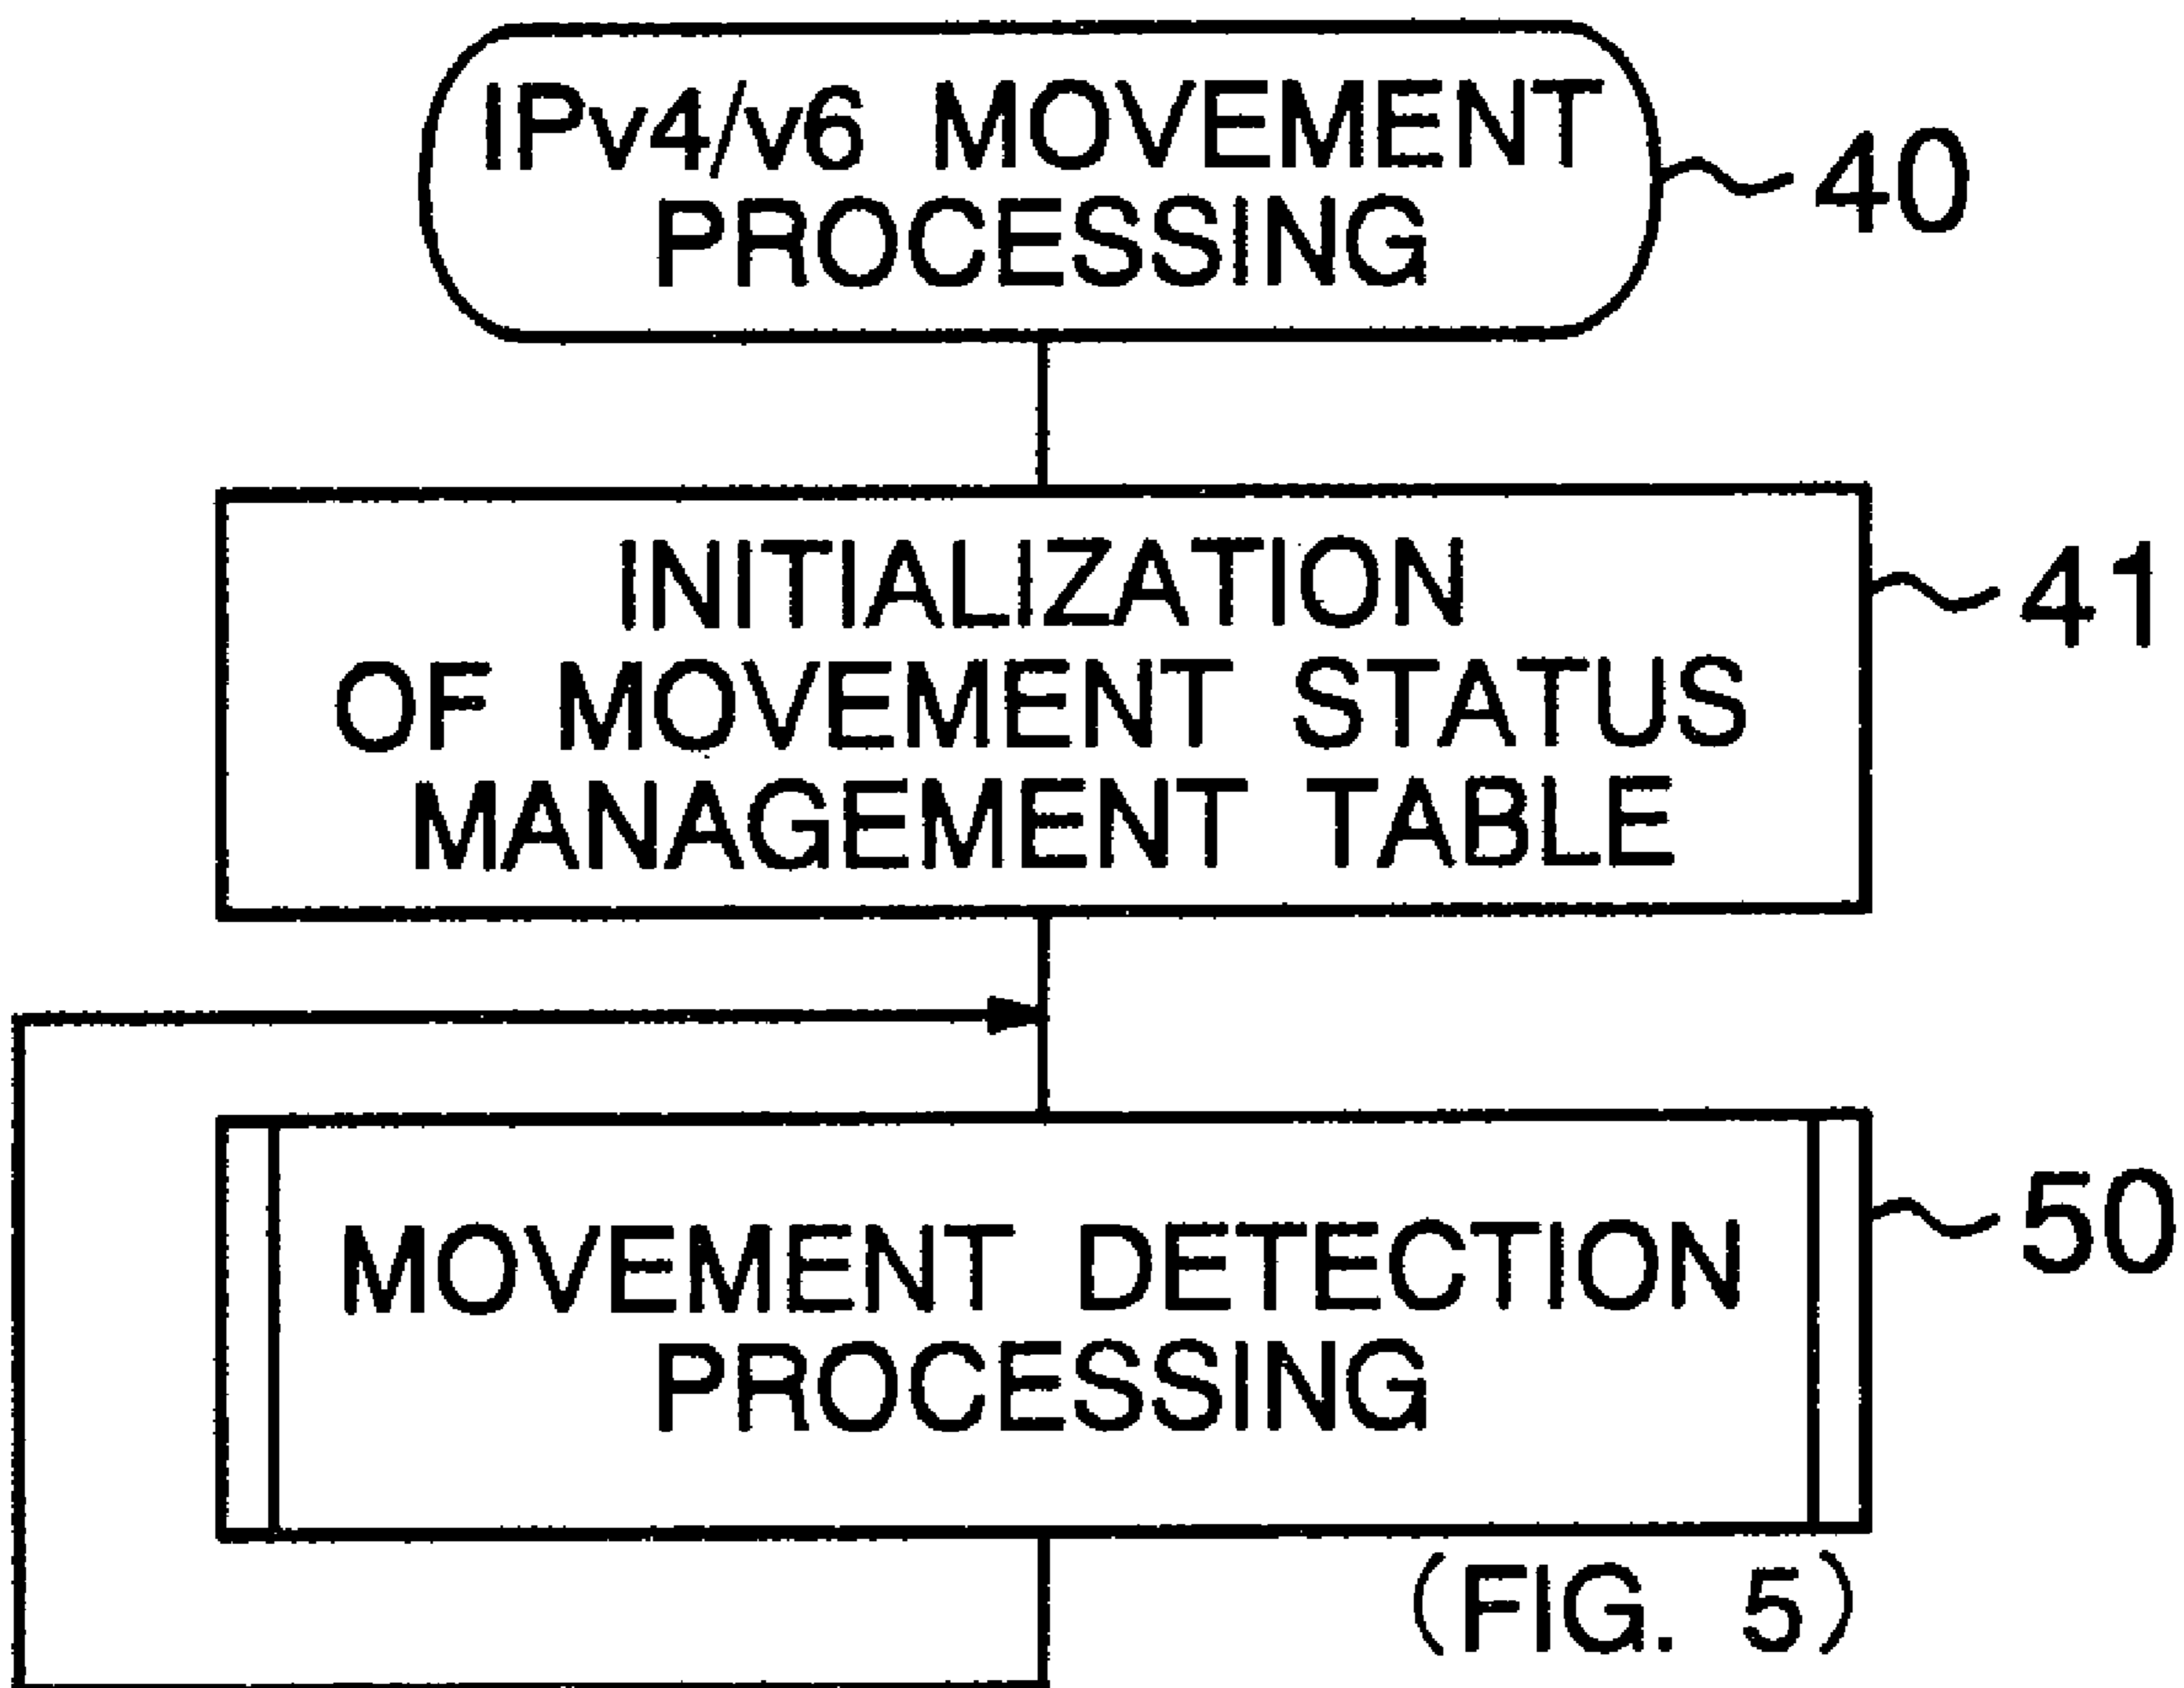 IPv4/v6 MOVEMENT
PROCESSING
40
INITIALIZATION
OF MOVEMENT STATUS
MANAGEMENT TABLE
41
MOVEMENT DETECTION
PROCESSING
50
(FIG. 5)